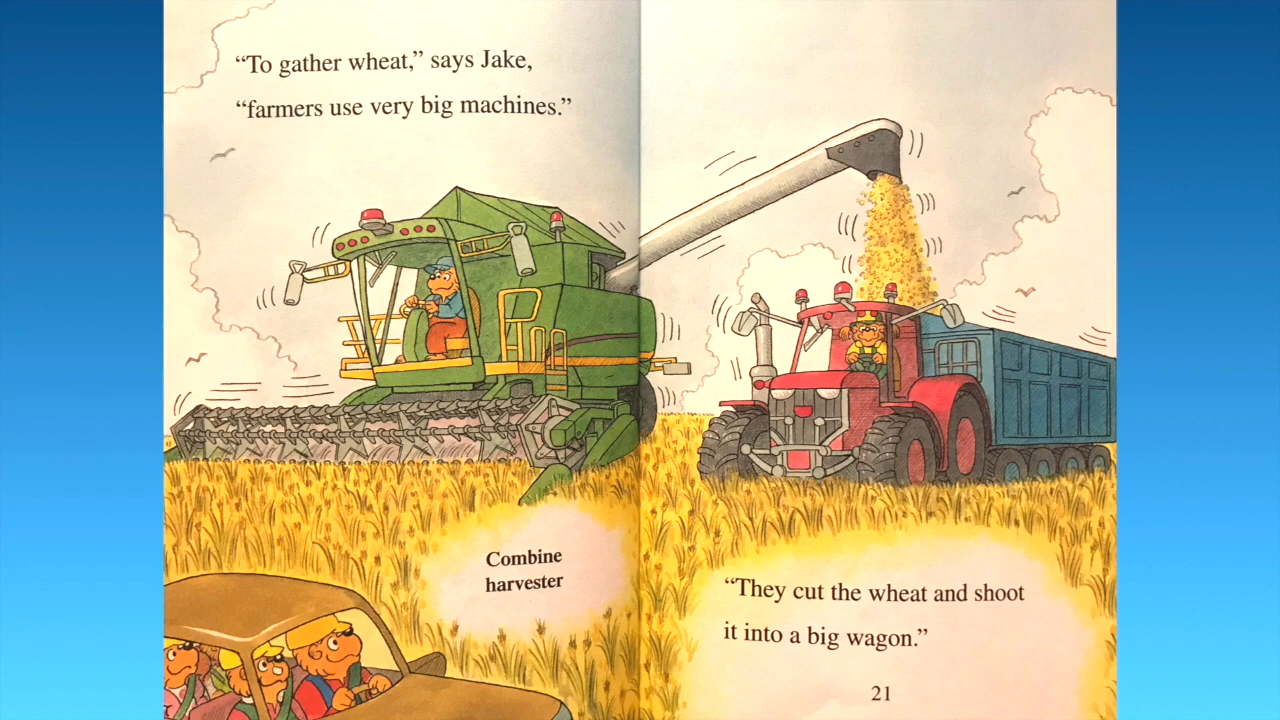 “To gather wheat,” says Jake,
“farmers use very big machines.”
Combine
harvester
“They cut the wheat and shoot
it into a big wagon.”
21